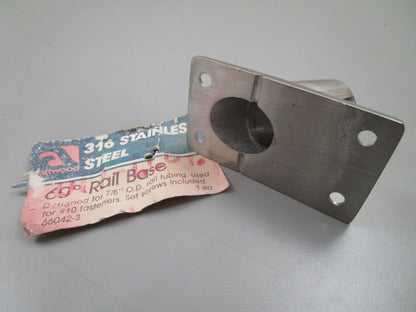 attwood
316 STAINLES
STEEL
60° Rail Base
Designed for 7/8" O.D. rail tubing used
for #10 fasteners. Set screws included.
66042-3 1 ea.